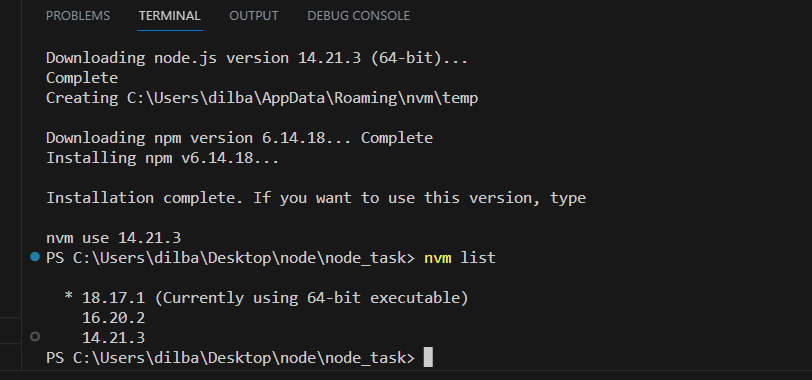 PROBLEMS TERMINAL OUTPUT DEBUG CONSOLE
Downloading node.js version 14.21.3 (64-bit)...
Complete
Creating C:\Users\dilba\AppData\Roaming\nvm\temp
Downloading npm version 6.14.18... Complete
Installing npm v6.14.18...
Installation complete. If you want to use this version, type
nvm use 14.21.3
PS C:\Users\dilba\Desktop\node\node_task> nvm list
* 18.17.1 (Currently using 64-bit executable)
16.20.2
14.21.3
PS C:\Users\dilba\Desktop\node\node_task>